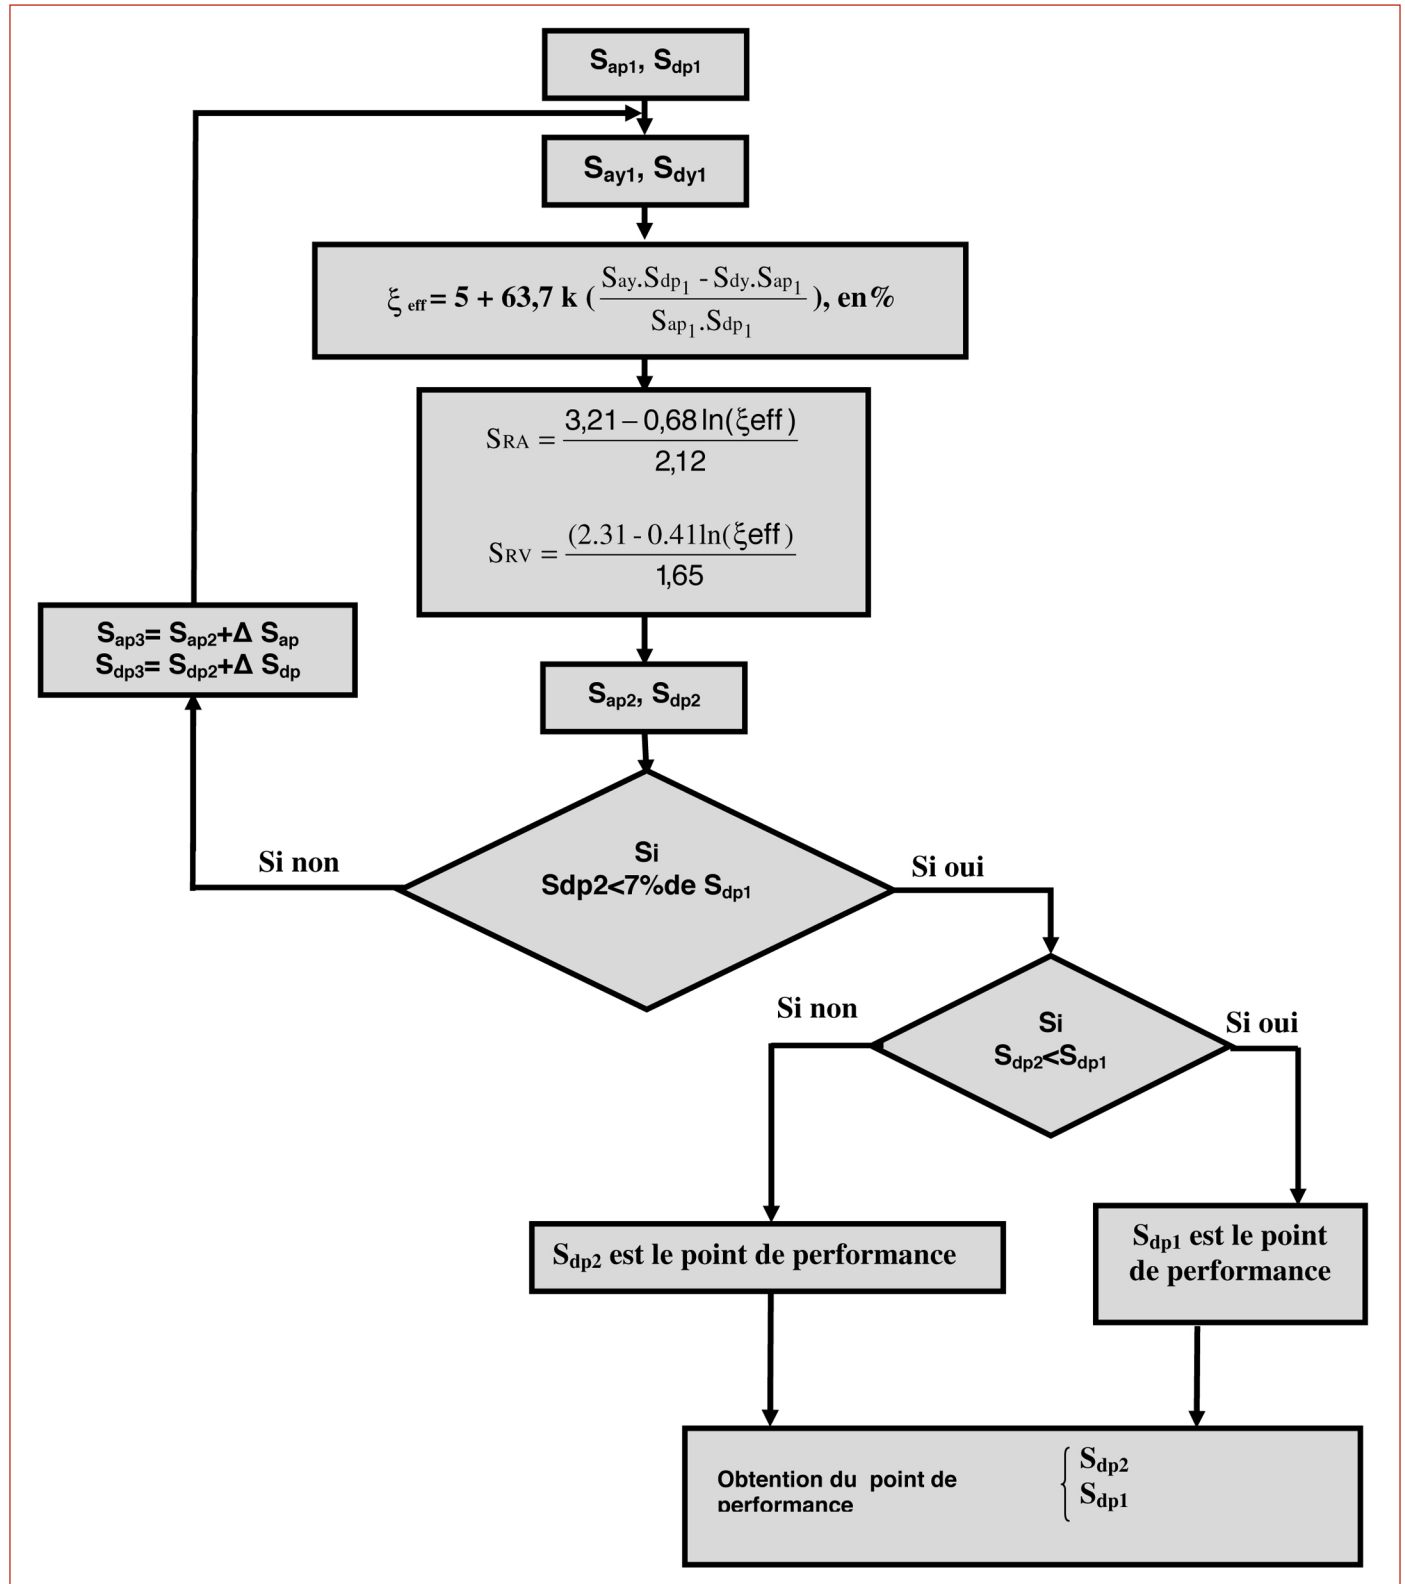 Sap1, Sdp1
Say1, Sdy1
ξ eff = 5 + 63,7 k ( (Say.Sdp1 - Sdy.Sap1) / (Sap1.Sdp1) ), en%
SRA = (3,21 – 0,68 ln(ξeff)) / 2,12
SRV = (2.31 - 0.41ln(ξeff) / 1,65
Sap3= Sap2+Δ Sap
Sdp3= Sdp2+Δ Sdp
Sap2, Sdp2
Si non
Si
Sdp2<7%de Sdp1
Si oui
Si non
Si
Sdp2<Sdp1
Si oui
Sdp2 est le point de performance
Sdp1 est le point
de performance
Obtention du point de
performance
{ Sdp2
Sdp1